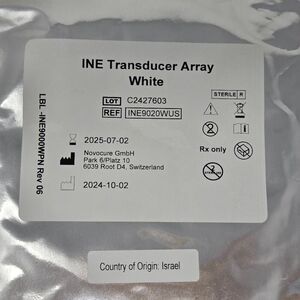 INE Transducer Array
White
LOT C2427603
REF INE9020WUS
STERILE R
2025-07-02
Rx only
Novocure GmbH
Park 6/Platz 10
6039 Root D4, Switzerland
2024-10-02
LBL -INE9000WPN Rev 06
Country of Origin: Israel